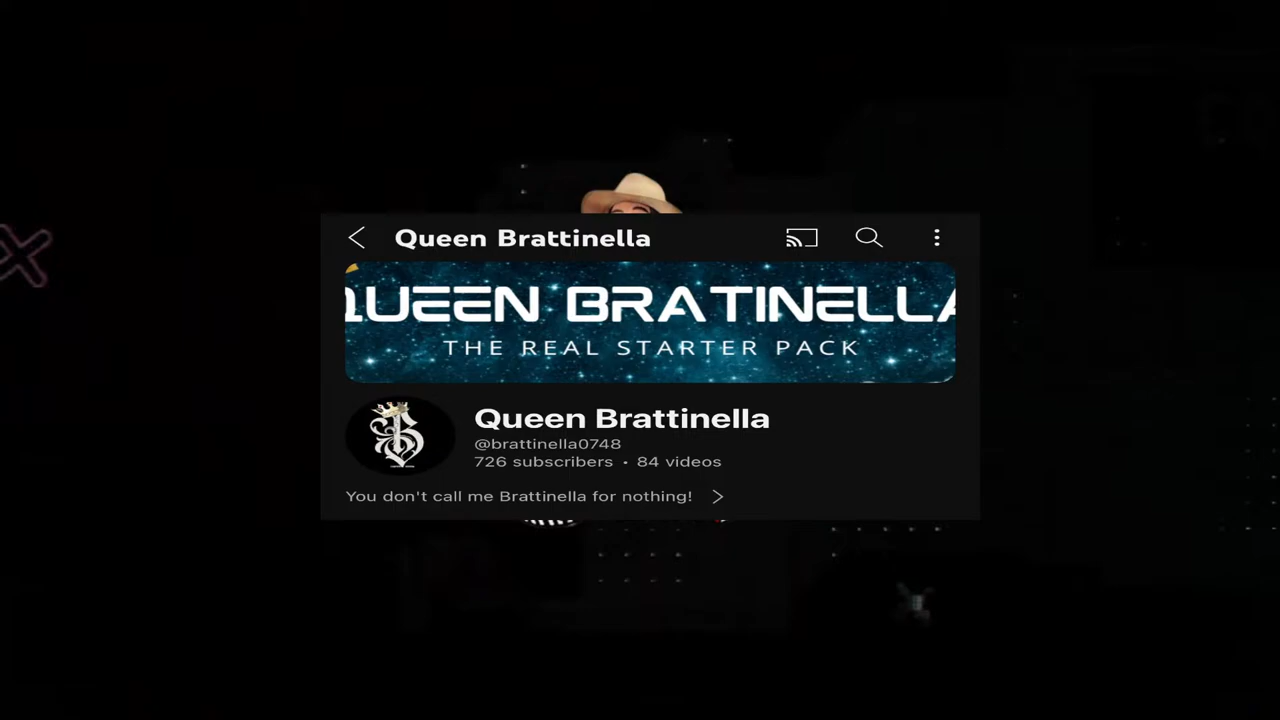 Queen Brattinella
QUEEN BRATINELLA
THE REAL STARTER PACK
Queen Brattinella
@brattinella0748
726 subscribers • 84 videos
You don't call me Brattinella for nothing!